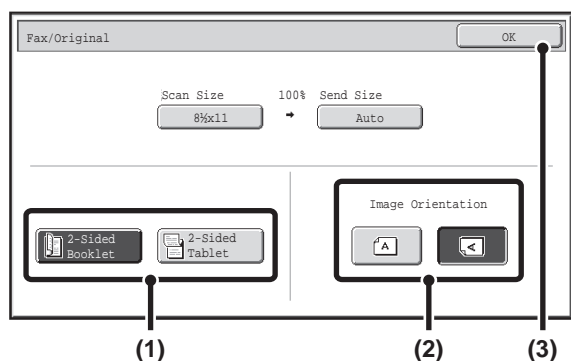 Fax/Original
OK
Scan Size 100% Send Size
8½x11 → Auto
Image Orientation
2-Sided Booklet
2-Sided Tablet
A
A
(1) (2) (3)